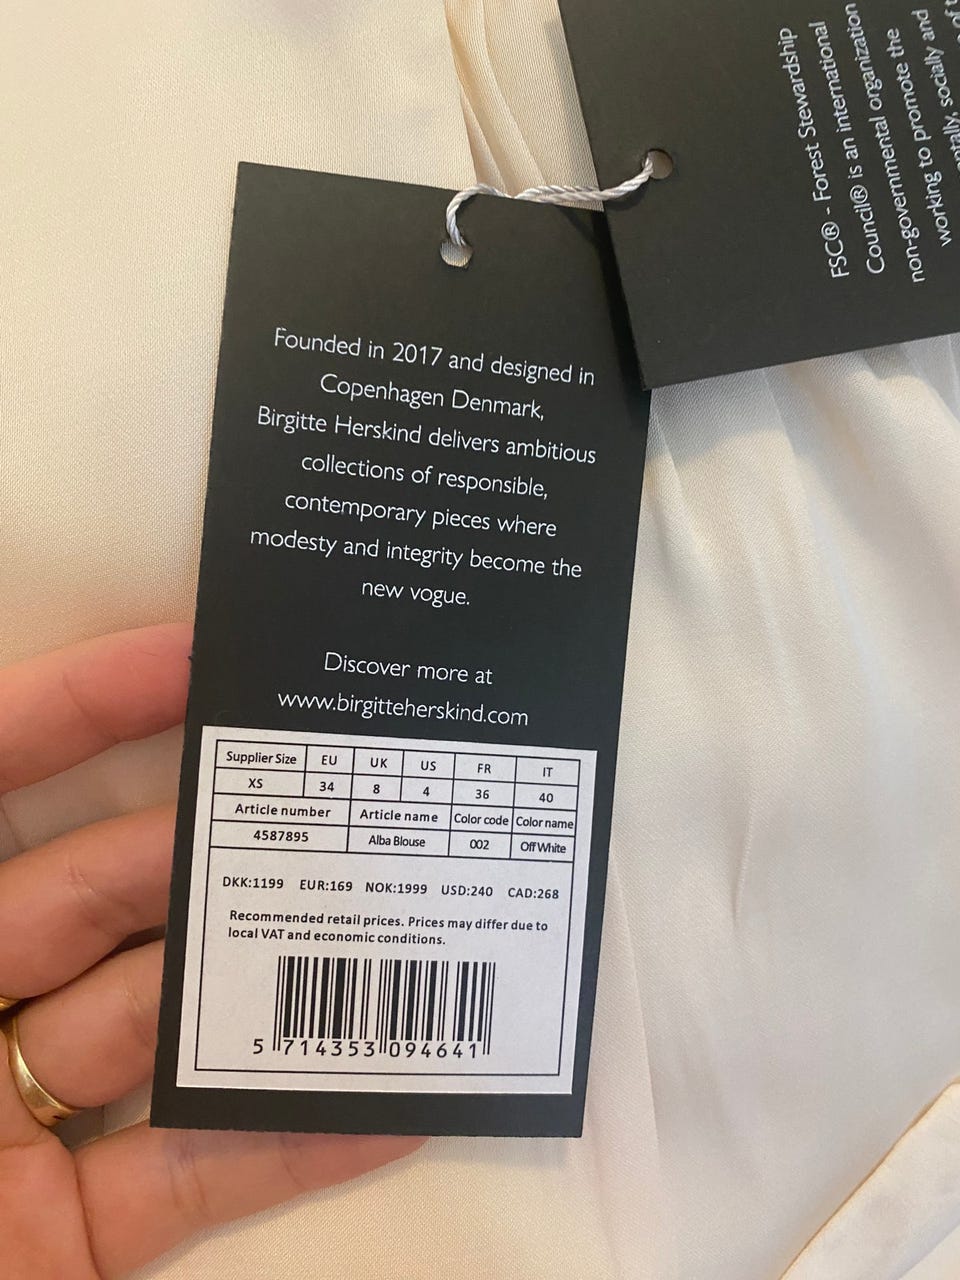 FSC® - Forest Stewardship
Council® is an international
non-governmental organization
working to promote the
socially and
of t
Founded in 2017 and designed in
Copenhagen Denmark,
Birgitte Herskind delivers ambitious
collections of responsible,
contemporary pieces where
modesty and integrity become the
new vogue.
Discover more at
www.birgitteherskind.com
Supplier Size EU UK US FR IT
XS 34 8 4 36 40
Article number Article name Color code Color name
4587895 Alba Blouse 002 Off White
DKK:1199 EUR:169 NOK:1999 USD:240 CAD:268
Recommended retail prices. Prices may differ due to
local VAT and economic conditions.
5 714353 094641